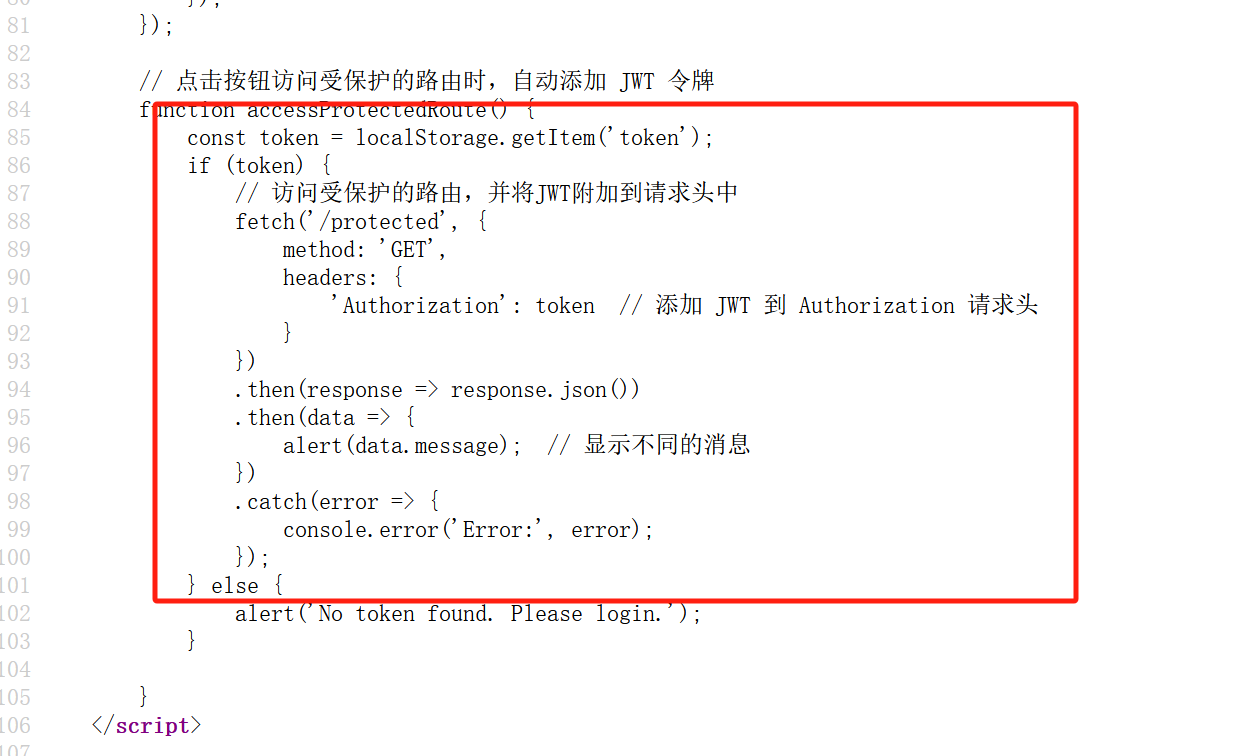 80 });
81 });
82
83 // 点击按钮访问受保护的路由时，自动添加 JWT 令牌
84 function accessProtectedRoute() {
85 const token = localStorage.getItem('token');
86 if (token) {
87 // 访问受保护的路由，并将JWT附加到请求头中
88 fetch('/protected', {
89 method: 'GET',
90 headers: {
91 'Authorization': token // 添加 JWT 到 Authorization 请求头
92 }
93 })
94 .then(response => response.json())
95 .then(data => {
96 alert(data.message); // 显示不同的消息
97 })
98 .catch(error => {
99 console.error('Error:', error);
100 });
101 } else {
102 alert('No token found. Please login.');
103 }
104
105 }
106 </script>
107